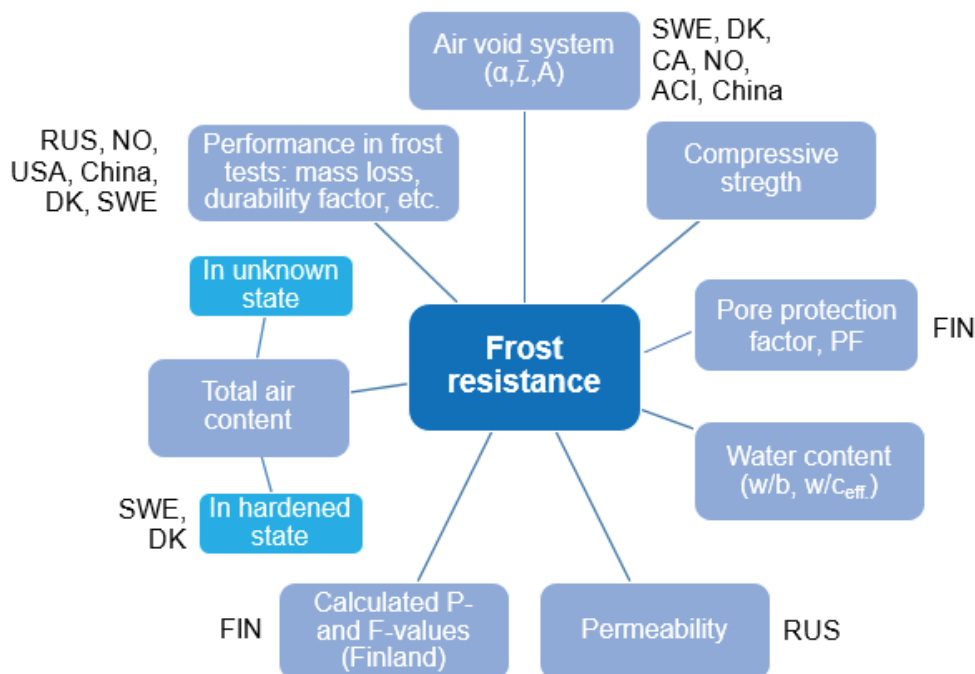 Air void system
(α,L̄,A)
SWE, DK,
CA, NO,
ACI, China
RUS, NO,
USA, China,
DK, SWE
Performance in frost
tests: mass loss,
durability factor, etc.
Compressive
stregth
In unknown
state
Pore protection
factor, PF
FIN
Frost
resistance
Total air
content
Water content
(w/b, w/ceff.)
SWE,
DK
In hardened
state
FIN
Calculated P-
and F-values
(Finland)
Permeability
RUS